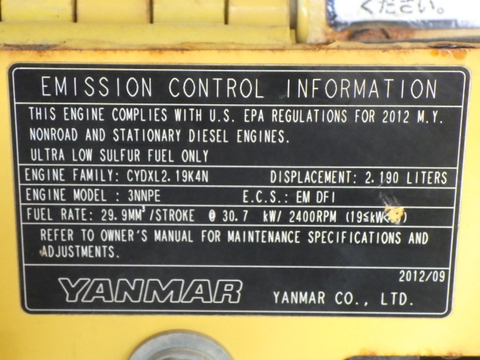 ください。
EMISSION CONTROL INFORMATION
THIS ENGINE COMPLIES WITH U.S. EPA REGULATIONS FOR 2012 M.Y.
NONROAD AND STATIONARY DIESEL ENGINES.
ULTRA LOW SULFUR FUEL ONLY
ENGINE FAMILY: CYDXL2.19K4N DISPLACEMENT: 2.190 LITERS
ENGINE MODEL : 3NNPE E.C.S.: EM DFI
FUEL RATE: 29.9MM³/STROKE @ 30.7 kW/ 2400RPM (19≤kW<37)
REFER TO OWNER'S MANUAL FOR MAINTENANCE SPECIFICATIONS AND
ADJUSTMENTS.
2012/09
YANMAR YANMAR CO., LTD.